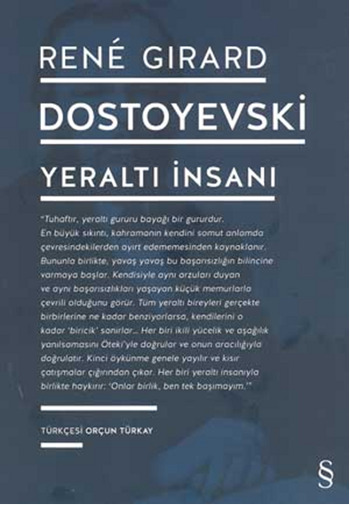 RENÉ GIRARD
DOSTOYEVSKİ
YERALTI İNSANI
"Tuhaftır, yeraltı gururu bayağı bir gururdur.
En büyük sıkıntı, kahramanın kendini somut anlamda
çevresindekilerden ayırt edememesinden kaynaklanır.
Bununla birlikte, yavaş yavaş bu başarısızlığın bilincine
varmaya başlar. Kendisiyle aynı arzuları duyan
ve aynı başarısızlıkları yaşayan küçük memurlarla
çevrili olduğunu görür. Tüm yeraltı bireyleri gerçekte
birbirlerine ne kadar benziyorlarsa, kendilerini o
kadar 'biricik' sanırlar... Her biri ikili yücelik ve aşağılık
yanılsamasını Öteki'yle doğrular ve onun aracılığıyla
doğrulatır. Kinci öykünme genele yayılır ve kısır
çatışmalar çığırından çıkar. Her biri yeraltı insanıyla
birlikte haykırır: 'Onlar birlik, ben tek başımayım.'"
TÜRKÇESİ ORÇUN TÜRKAY
§